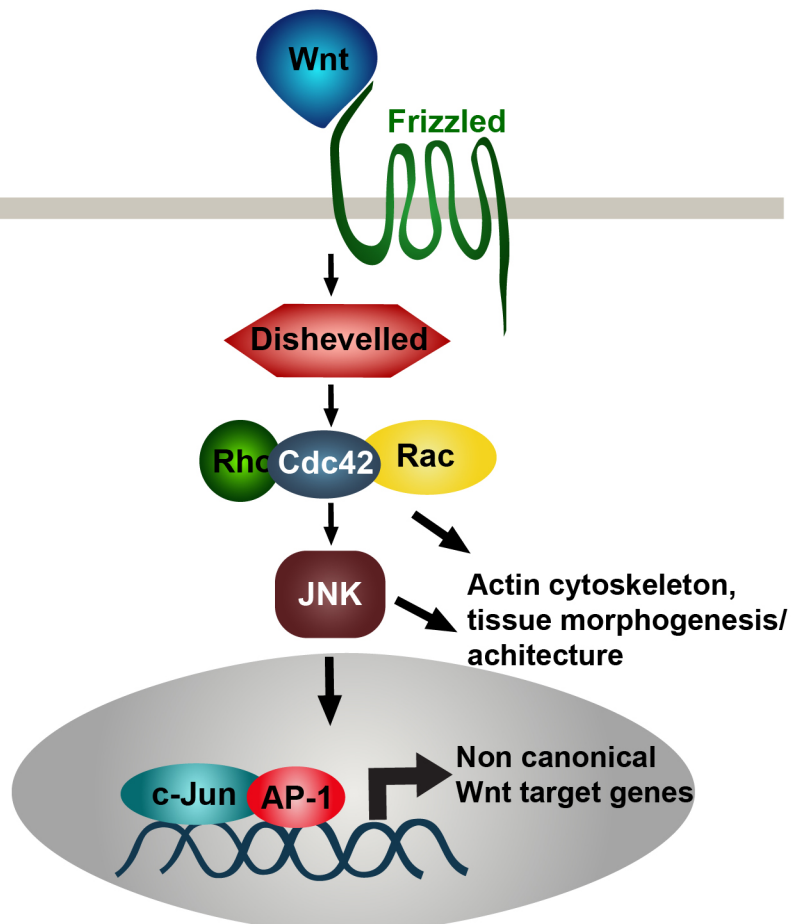 Wnt
Frizzled
Dishevelled
Rho
Cdc42
Rac
JNK
Actin cytoskeleton,
tissue morphogenesis/
achitecture
c-Jun
AP-1
Non canonical
Wnt target genes